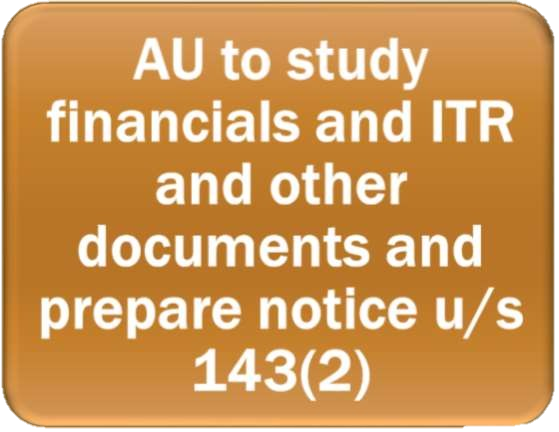 AU to study
financials and ITR
and other
documents and
prepare notice u/s
143(2)